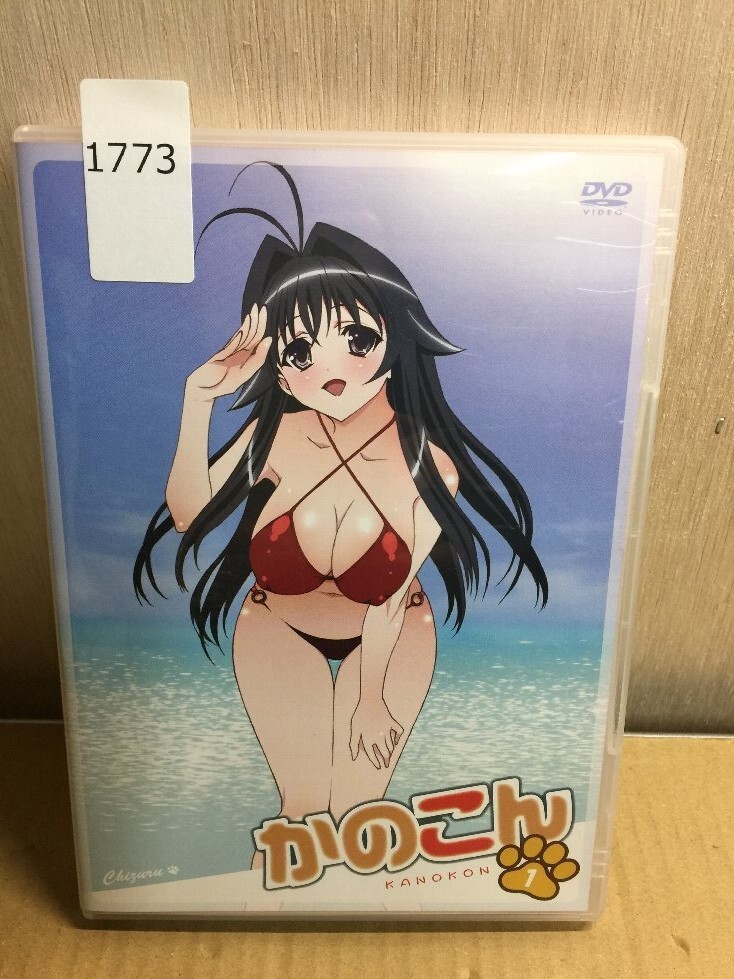 1773
DVD
VIDEO
かのこん
KANOKON
1
Chizuru